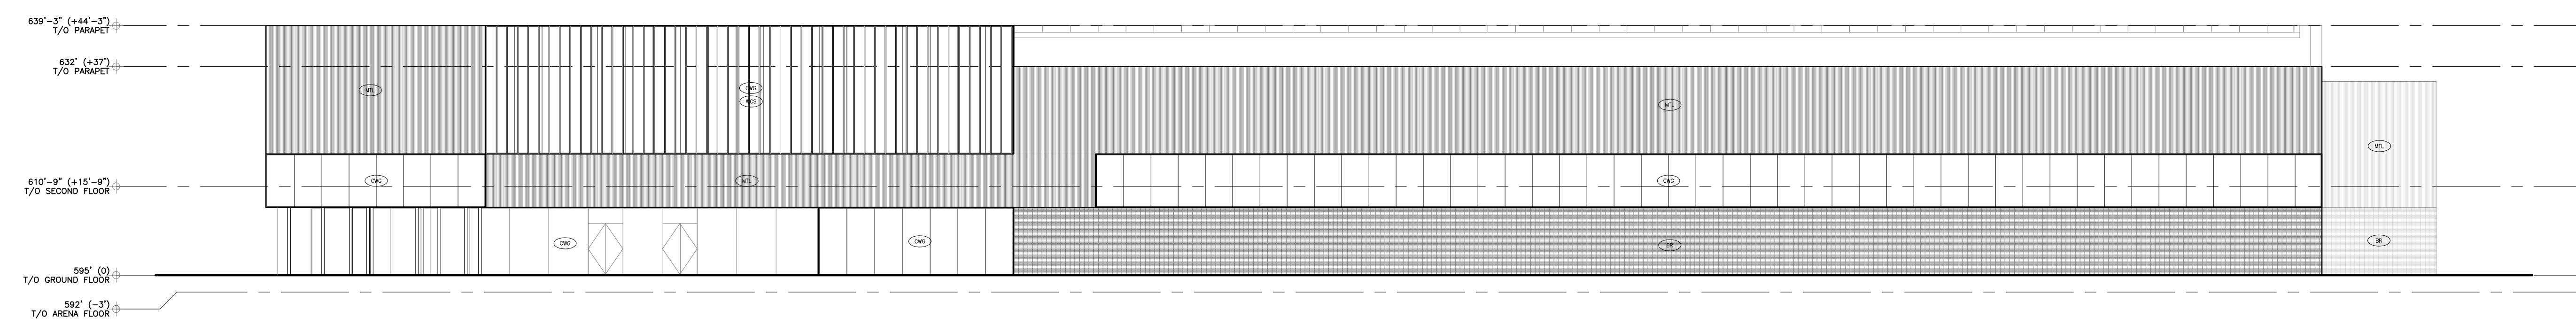 639'-3" (+44'-3")
T/O PARAPET
632' (+37')
T/O PARAPET
MTL
CWG
WCS
MTL
MTL
CWG
MTL
CWG
610'-9" (+15'-9")
T/O SECOND FLOOR
CWG
CWG
BR
BR
595' (0)
T/O GROUND FLOOR
592' (-3')
T/O ARENA FLOOR